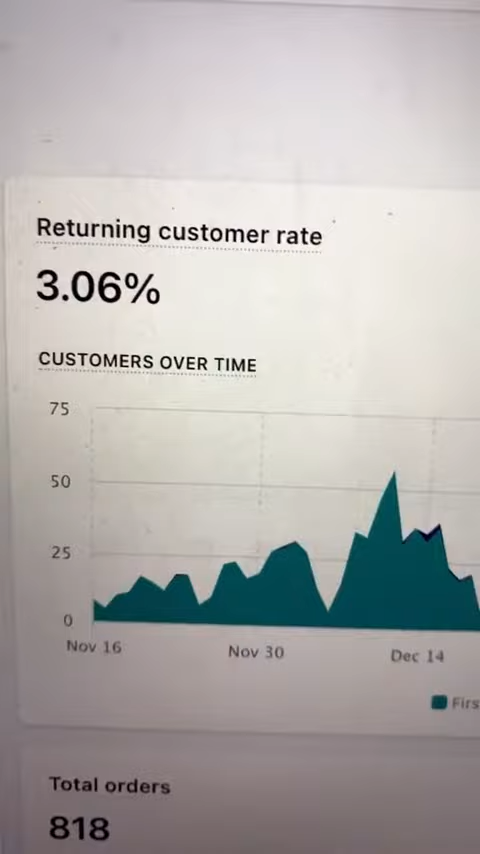 Returning customer rate
3.06%
CUSTOMERS OVER TIME
75
50
25
0
Nov 16
Nov 30
Dec 14
Total orders
818